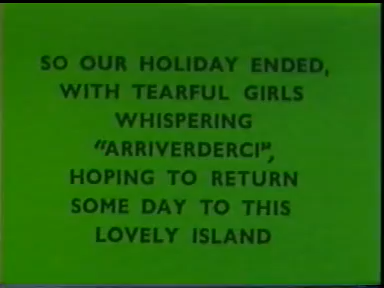 SO OUR HOLIDAY ENDED,
WITH TEARFUL GIRLS
WHISPERING
"ARRIVERDERCI",
HOPING TO RETURN
SOME DAY TO THIS
LOVELY ISLAND